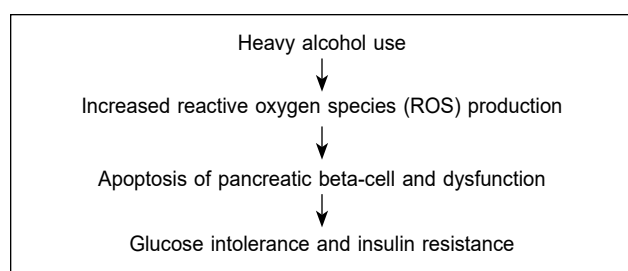 Heavy alcohol use
Increased reactive oxygen species (ROS) production
Apoptosis of pancreatic beta-cell and dysfunction
Glucose intolerance and insulin resistance